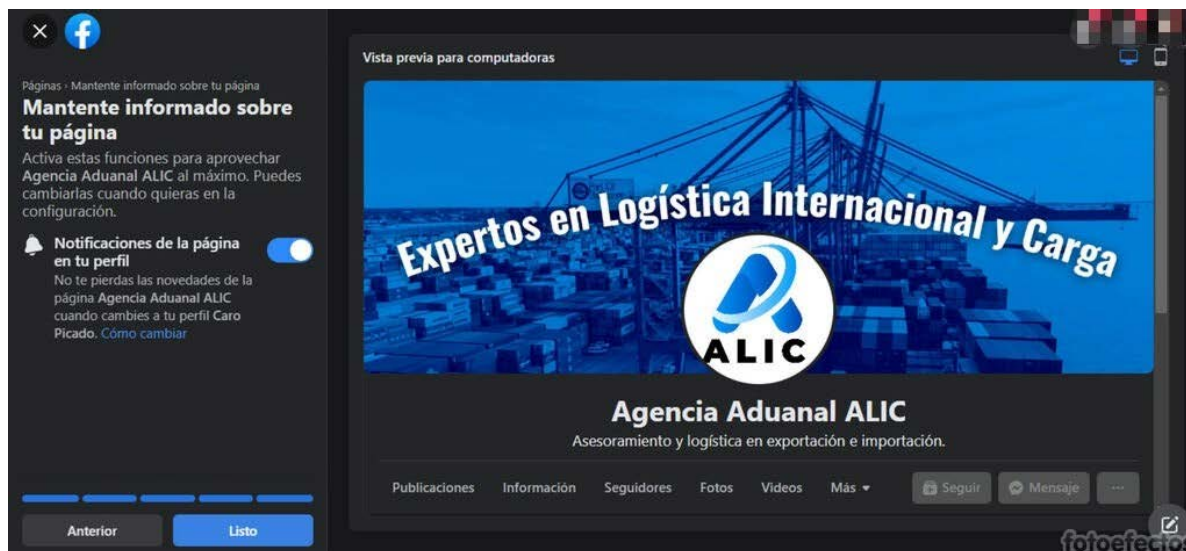 Páginas › Mantente informado sobre tu página
Mantente informado sobre
tu página
Activa estas funciones para aprovechar
Agencia Aduanal ALIC al máximo. Puedes
cambiarlas cuando quieras en la
configuración.
Notificaciones de la página
en tu perfil
No te pierdas las novedades de la
página Agencia Aduanal ALIC
cuando cambies a tu perfil Caro
Picado. Cómo cambiar
Anterior
Listo
Vista previa para computadoras
Expertos en Logística Internacional y Carga
ALIC
Agencia Aduanal ALIC
Asesoramiento y logística en exportación e importación.
Publicaciones Información Seguidores Fotos Videos Más
Seguir
Mensaje
fotoefectos